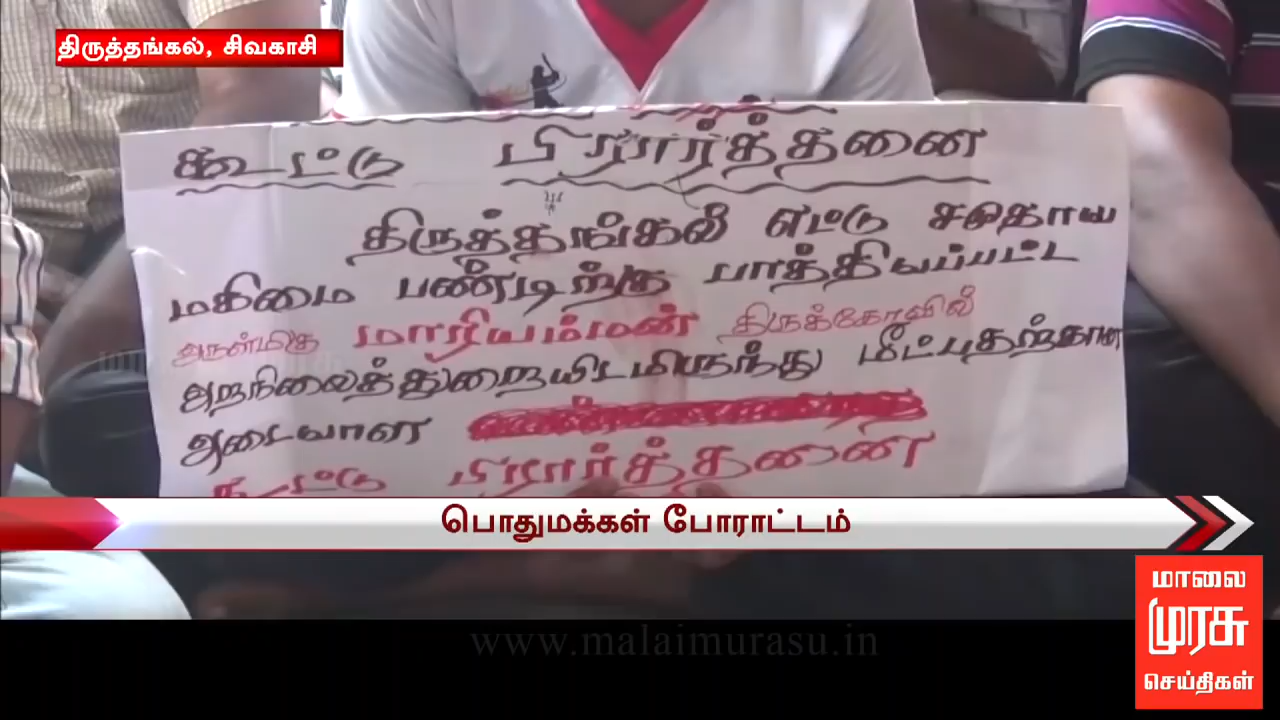 திருத்தங்கல், சிவகாசி
கூட்டு பிரார்த்தனை
திருத்தங்கல் எட்டு சமுதாய
மகிமை பண்டிற்கு பாத்தியப்பட்ட
அருள்மிகு மாரியம்மன் திருக்கோவில்
அறநிலைத்துறையிடமிருந்து மீட்புதற்கான
அடையாள
கூட்டு பிரார்த்தனை
பொதுமக்கள் போராட்டம்
மாலை
முரசு
செய்திகள்
www.malaimurasu.in